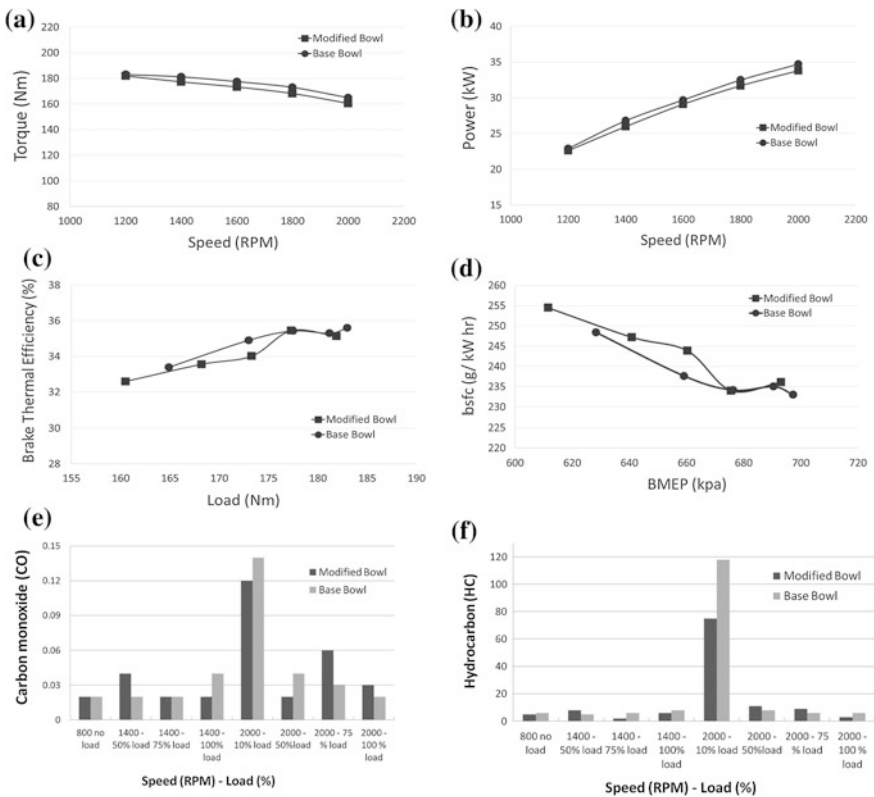 (a)
220
200
180
160
140
120
100
80
Torque (Nm)
Modified Bowl
Base Bowl
1000 1200 1400 1600 1800 2000 2200
Speed (RPM)
(b)
40
35
30
25
20
15
Power (kW)
Modified Bowl
Base Bowl
1000 1200 1400 1600 1800 2000 2200
Speed (RPM)
(c)
38
36
34
32
30
28
Brake Thermal Efficiency (%)
Modified Bowl
Base Bowl
155 160 165 170 175 180 185 190
Load (Nm)
(d)
260
255
250
245
240
235
230
220
bsfc (g/ kW hr)
Modified Bowl
Base Bowl
600 620 640 660 680 700 720
BMEP (kpa)
(e)
0.15
0.12
0.09
0.06
0.03
0
Carbon monoxide (CO)
Modified Bowl
Base Bowl
800 no load
1400 - 50% load
1400 - 75% load
1400 - 100% load
2000 - 10% load
2000 - 50% load
2000 - 75 % load
2000 - 100 % load
Speed (RPM) - Load (%)
(f)
120
100
80
60
40
20
0
Hydrocarbon (HC)
Modified Bowl
Base Bowl
800 no load
1400 - 50% load
1400 - 75% load
1400 - 100% load
2000 - 10% load
2000 - 50% load
2000 - 75 % load
2000 - 100 % load
Speed (RPM) - Load (%)